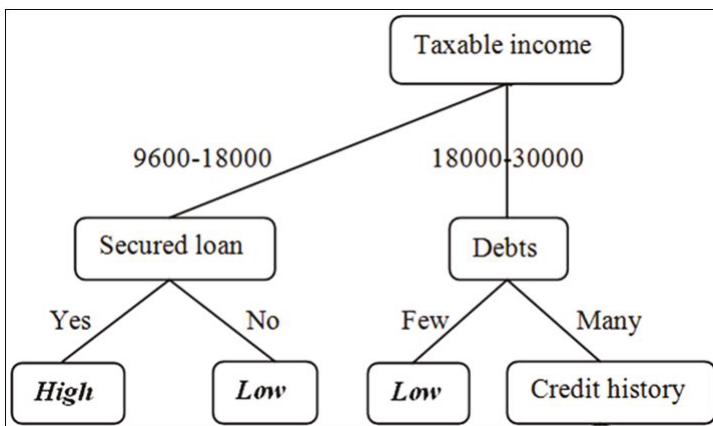 Taxable income
9600-18000
18000-30000
Secured loan
Debts
Yes
No
Few
Many
High
Low
Low
Credit history